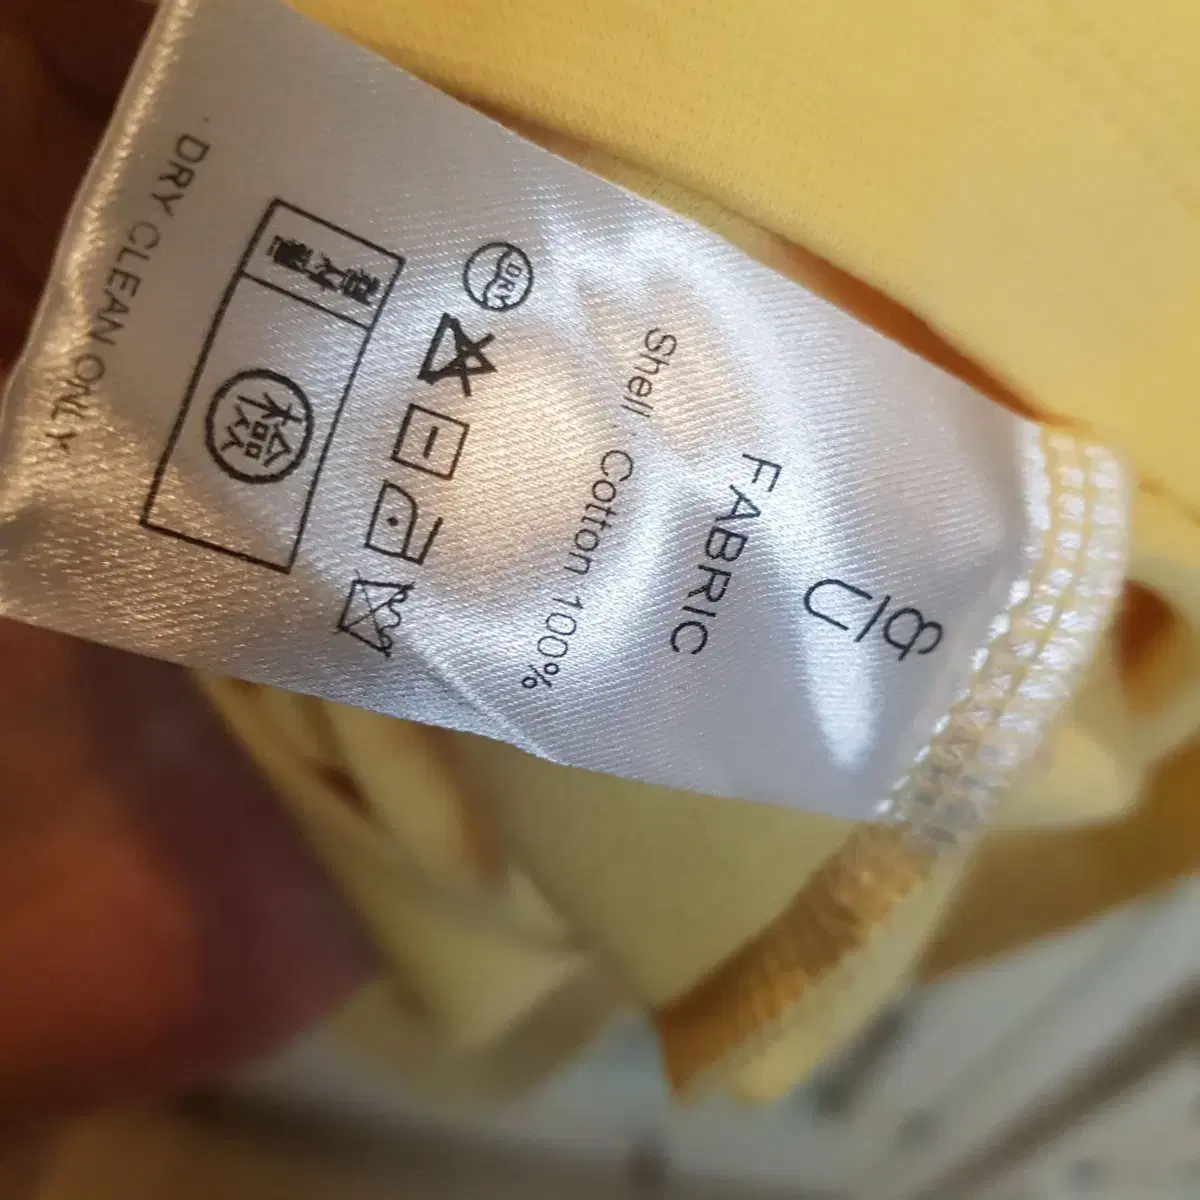 &/U
FABRIC
Shell : Cotton 100%
DRY
檢
DRY CLEAN ONLY